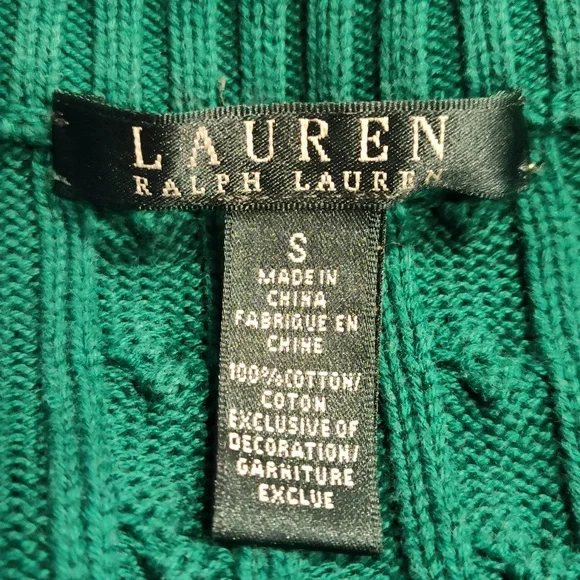 LAUREN
RALPH LAUREN
S
MADE IN
CHINA
FABRIQUE EN
CHINE
100%COTTON/
COTON
EXCLUSIVE OF
DECORATION/
GARNITURE
EXCLUE